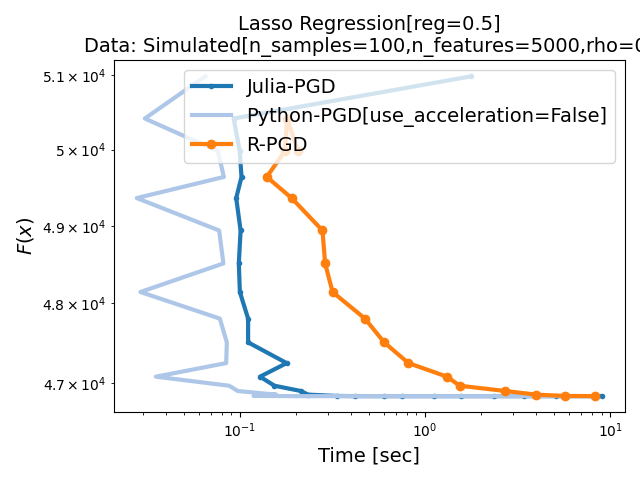 Lasso Regression[reg=0.5]
Data: Simulated[n_samples=100,n_features=5000,rho=0
5.1 × 10⁴
5 × 10⁴
4.9 × 10⁴
4.8 × 10⁴
4.7 × 10⁴
F(x)
Julia-PGD
Python-PGD[use_acceleration=False]
R-PGD
10⁻¹
10⁰
10¹
Time [sec]